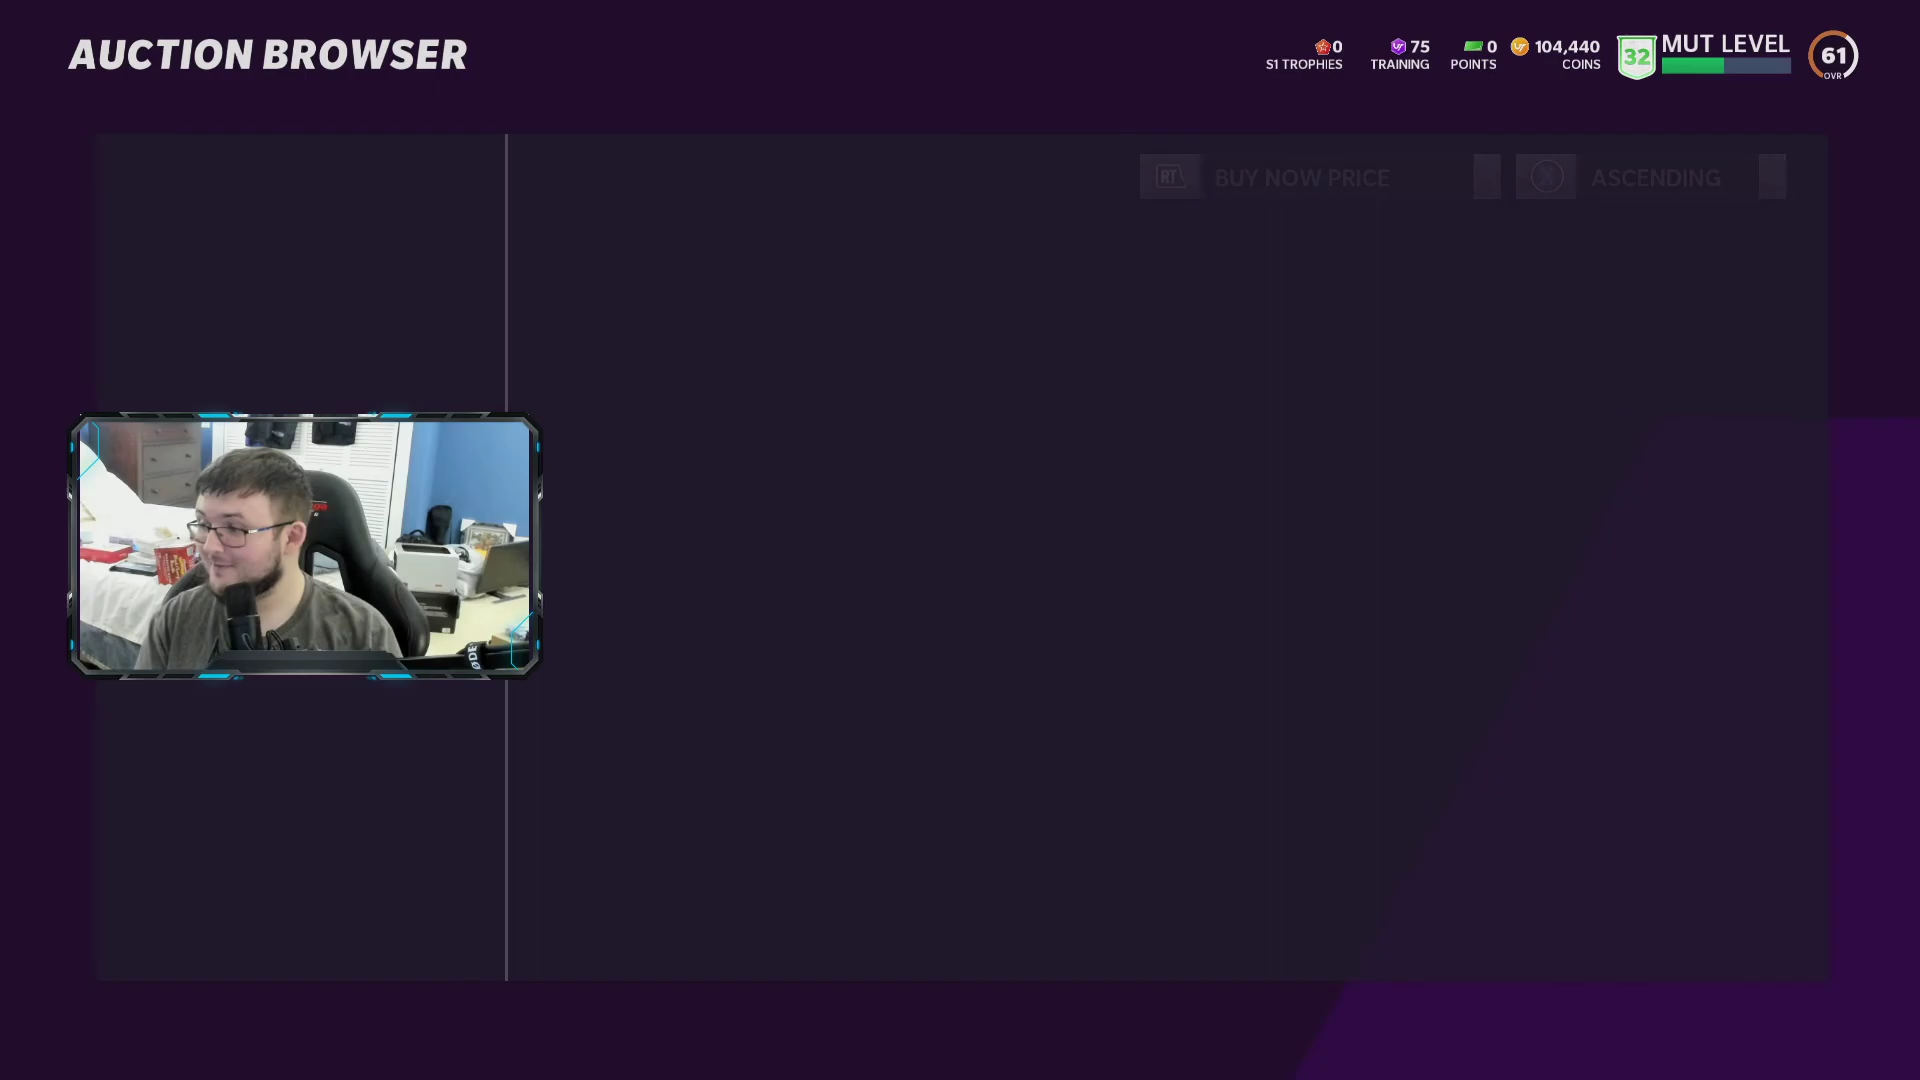 AUCTION BROWSER
0
S1 TROPHIES
75
TRAINING
0
POINTS
104,440
COINS
32
MUT LEVEL
61
OVR
RT
BUY NOW PRICE
X
ASCENDING